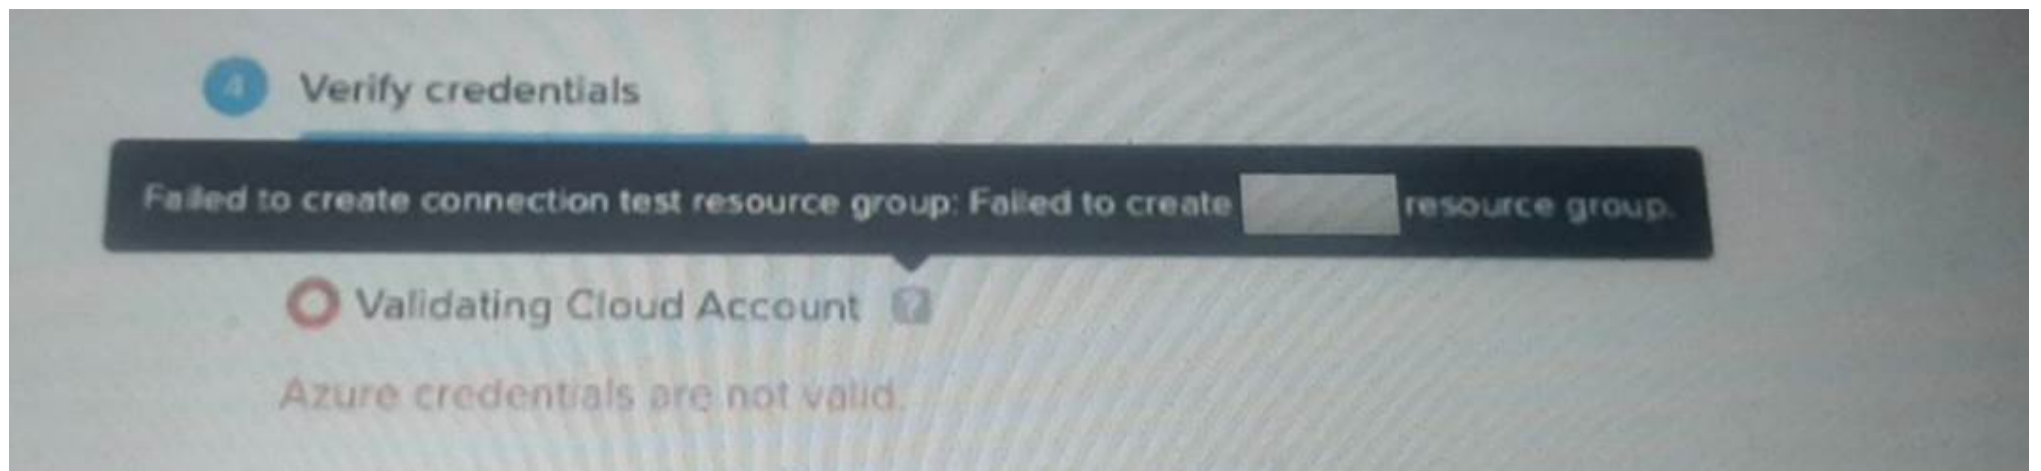 4 Verify credentials
Failed to create connection test resource group: Failed to create resource group.
Validating Cloud Account ?
Azure credentials are not valid.